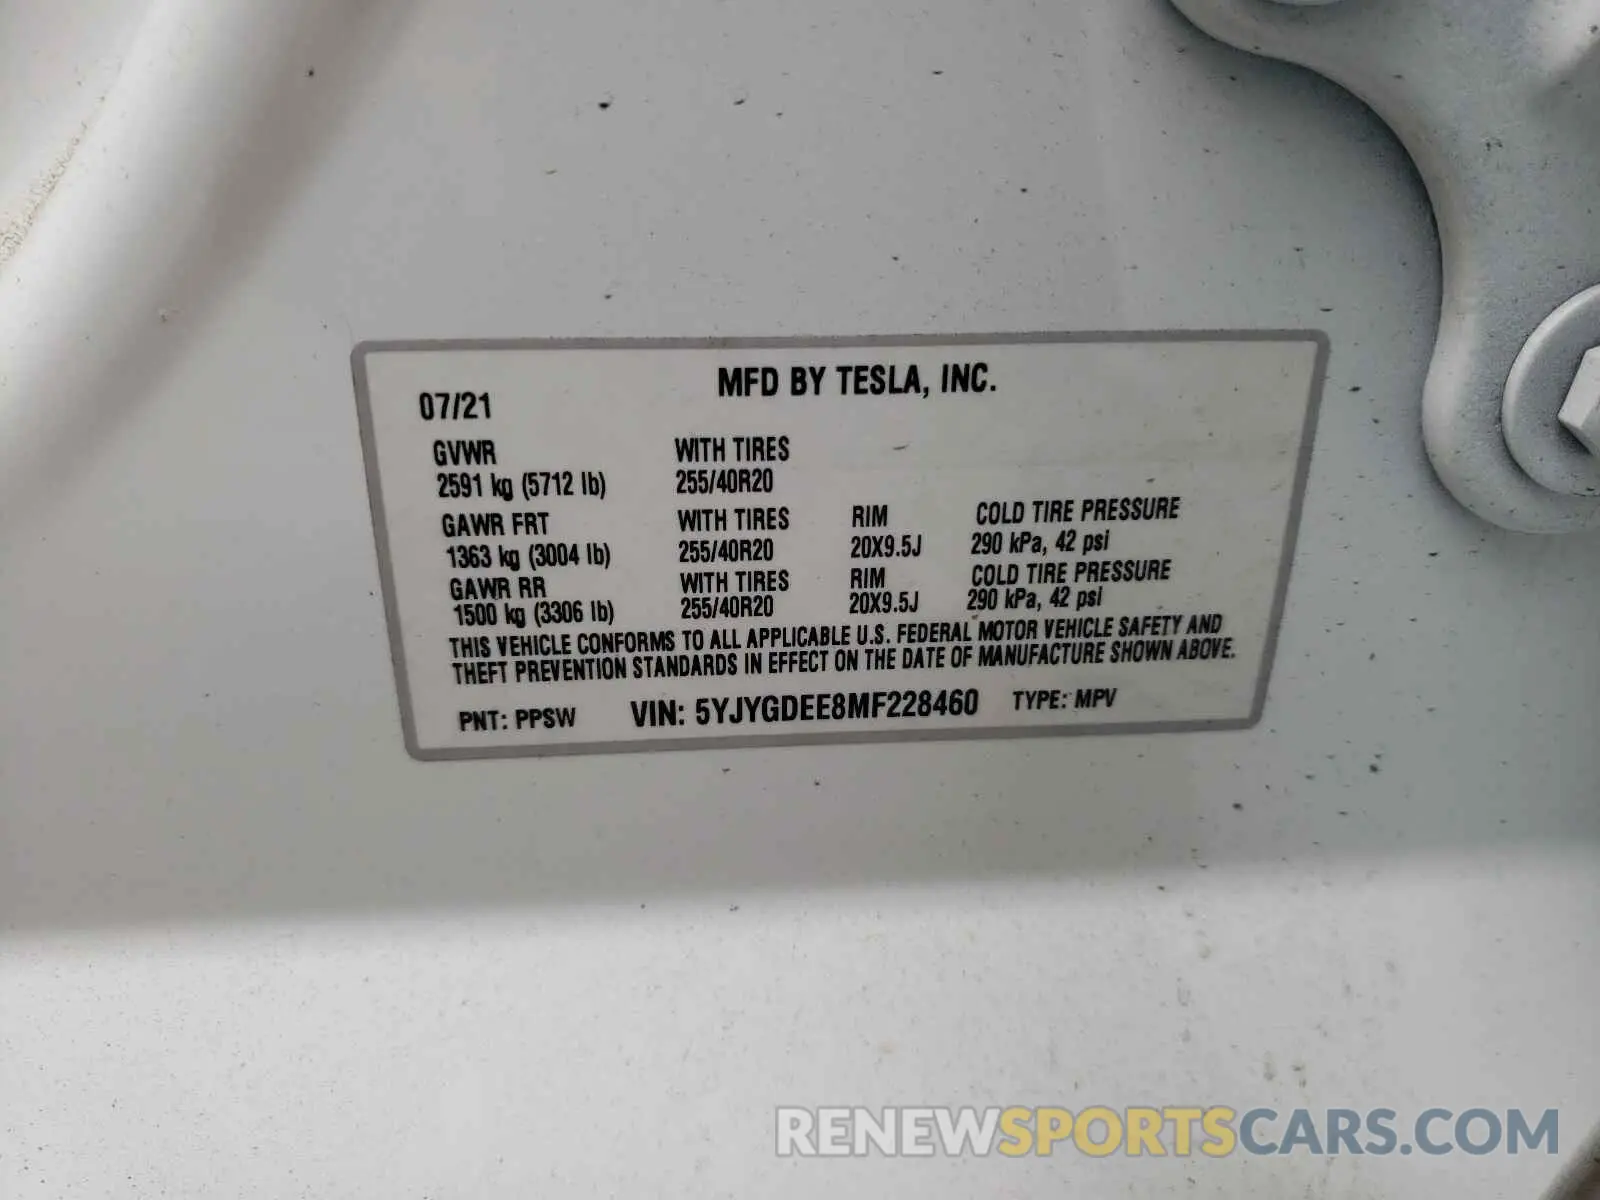 MFD BY TESLA, INC.
07/21
GVWR WITH TIRES
2591 kg (5712 lb) 255/40R20
GAWR FRT WITH TIRES RIM COLD TIRE PRESSURE
1363 kg (3004 lb) 255/40R20 20X9.5J 290 kPa, 42 psi
GAWR RR WITH TIRES RIM COLD TIRE PRESSURE
1500 kg (3306 lb) 255/40R20 20X9.5J 290 kPa, 42 psi
THIS VEHICLE CONFORMS TO ALL APPLICABLE U.S. FEDERAL MOTOR VEHICLE SAFETY AND
THEFT PREVENTION STANDARDS IN EFFECT ON THE DATE OF MANUFACTURE SHOWN ABOVE.
PNT: PPSW VIN: 5YJYGDEE8MF228460 TYPE: MPV
RENEWSPORTSCARS.COM